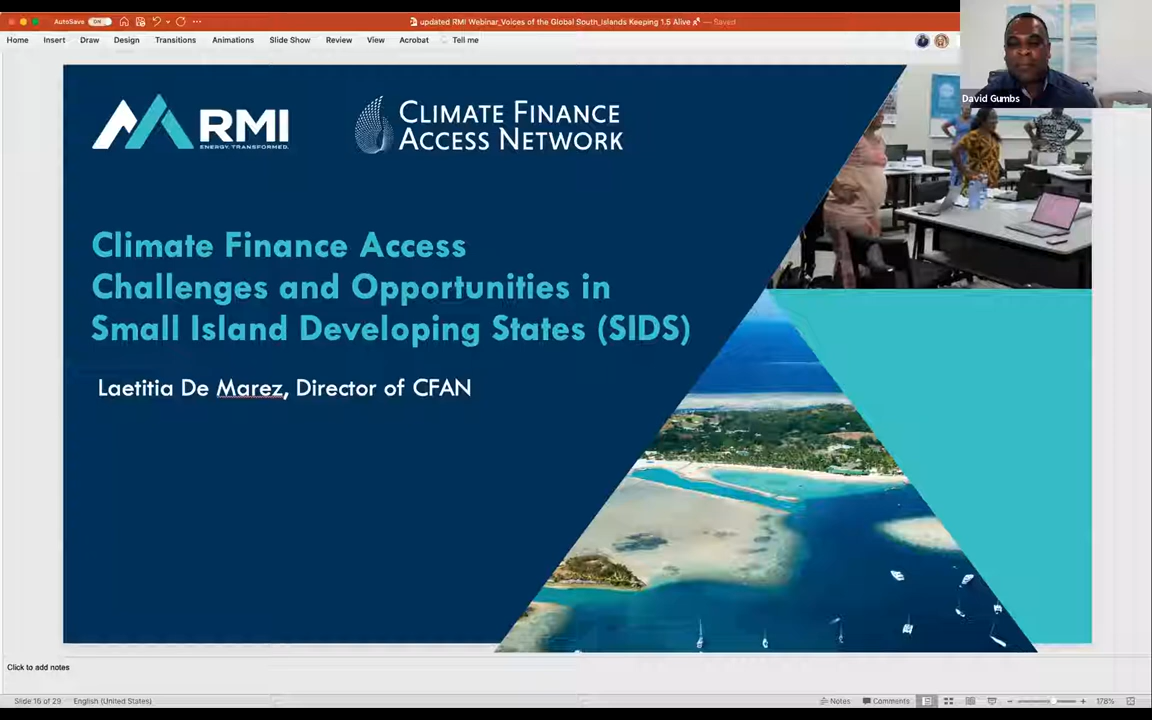 AutoSave ON
updated RMI Webinar_Voices of the Global South_Islands Keeping 1.5 Alive — Saved
Home Insert Draw Design Transitions Animations Slide Show Review View Acrobat Tell me
David Gumbs
RMI
ENERGY. TRANSFORMED.
CLIMATE FINANCE
ACCESS NETWORK
Climate Finance Access
Challenges and Opportunities in
Small Island Developing States (SIDS)
Laetitia De Marez, Director of CFAN
Click to add notes
Slide 15 of 29 English (United States) Notes Comments 178%